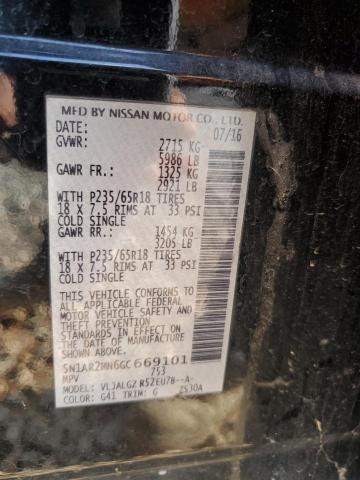 MFD BY NISSAN MOTOR CO., LTD.
DATE: 07/16
GVWR: 2715 KG
5986 LB
GAWR FR.: 1325 KG
2921 LB
WITH P235/65R18 TIRES
18 X 7.5 RIMS AT 33 PSI
COLD SINGLE
GAWR RR.: 1454 KG
3205 LB
WITH P235/65R18 TIRES
18 X 7.5 RIMS AT 33 PSI
COLD SINGLE
THIS VEHICLE CONFORMS TO
ALL APPLICABLE FEDERAL
MOTOR VEHICLE SAFETY
AND THEFT PREVENTION
STANDARDS IN EFFECT ON
THE DATE OF MANUFACTURE
SHOWN ABOVE.
5N1AR2MN6GC669101
MPV 753
VLJALGZ R52EU7B--A-
COLOR: G41 TRIM: G 2530A